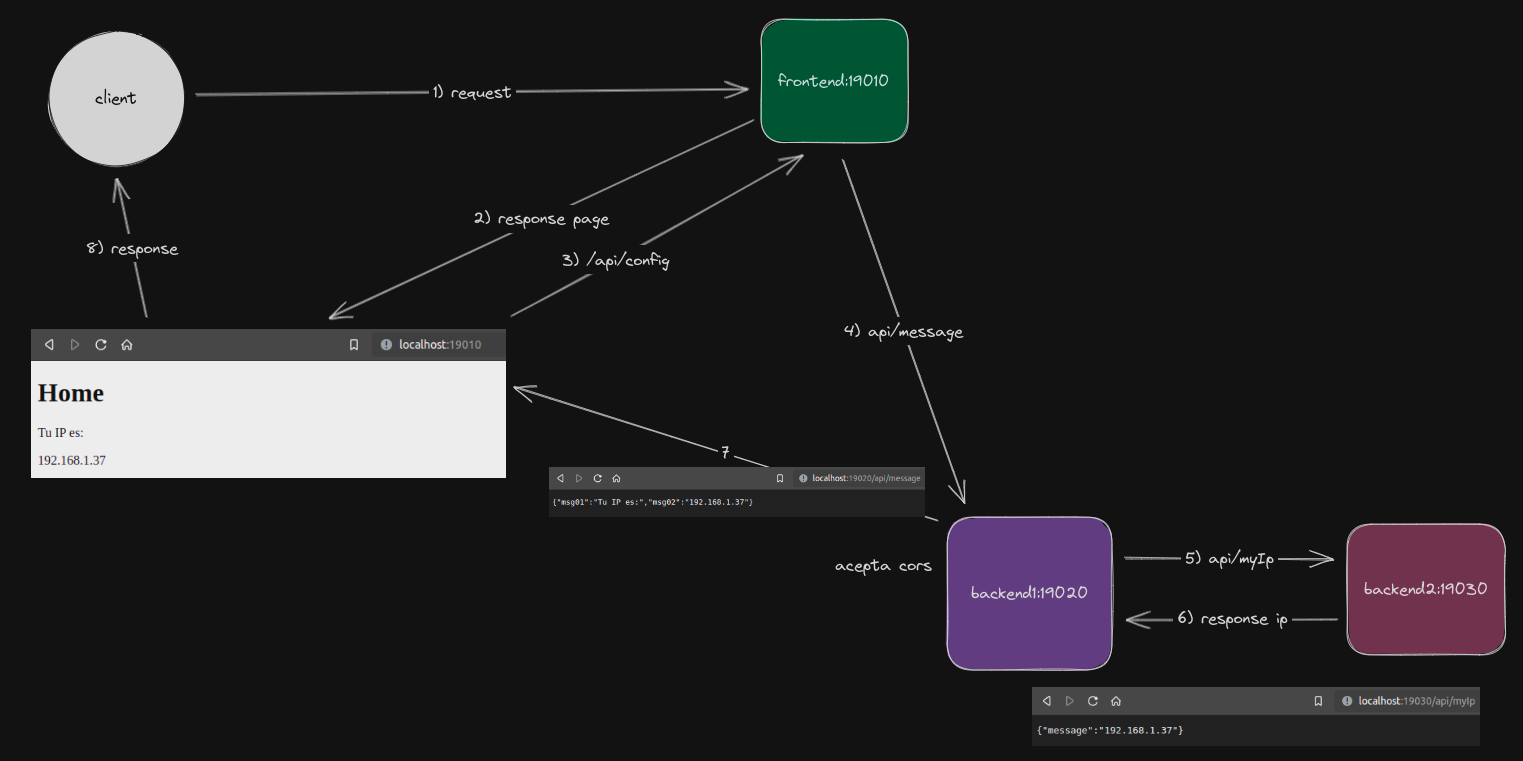 client
1) request
frontend:19010
2) response page
3) /api/config
8) response
4) api/message
localhost:19010
Home
Tu IP es:
192.168.1.37
7
localhost:19020/api/message
{"msg01":"Tu IP es:","msg02":"192.168.1.37"}
acepta cors
backend1:19020
5) api/myIp
6) response ip
backend2:19030
localhost:19030/api/myIp
{"message":"192.168.1.37"}